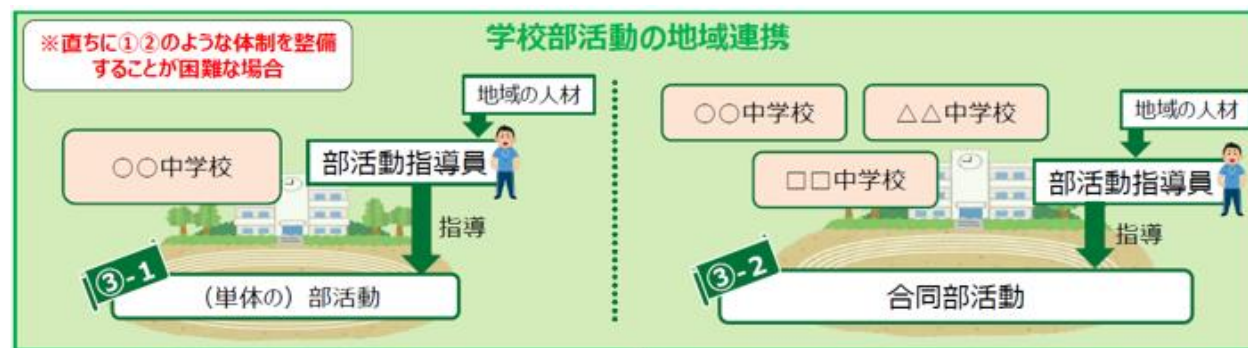 学校部活動の地域連携
※直ちに①②のような体制を整備
することが困難な場合
地域の人材
○○中学校
部活動指導員
指導
③-1
（単体の）部活動
○○中学校
△△中学校
地域の人材
□□中学校
部活動指導員
指導
③-2
合同部活動